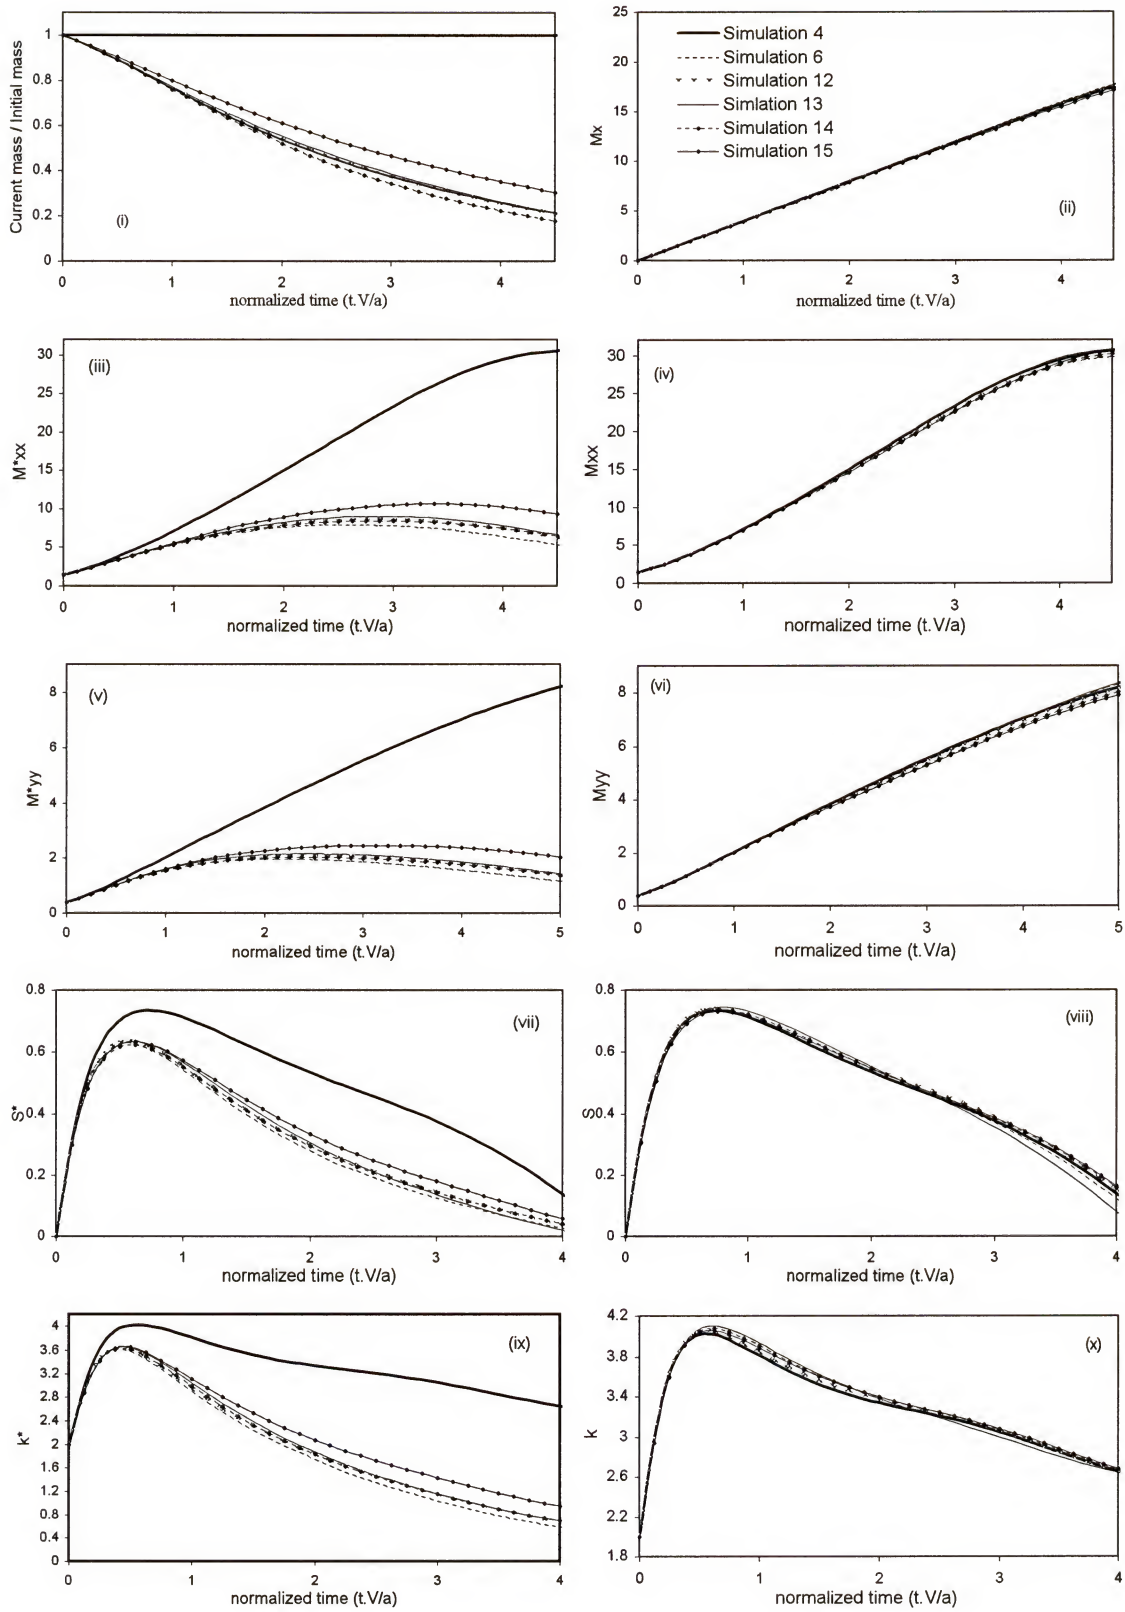 Current mass / Initial mass
1
0.8
0.6
0.4
0.2
0
(i)
0 1 2 3 4
normalized time (t.V/a)
Mx
25
20
15
10
5
0
Simulation 4
Simulation 6
Simulation 12
Simlation 13
Simulation 14
Simulation 15
(ii)
0 1 2 3 4
normalized time (t.V/a)
M*xx
30
25
20
15
10
5
0
(iii)
0 1 2 3 4
normalized time (t.V/a)
Mxx
30
25
20
15
10
5
0
(iv)
0 1 2 3 4
normalized time (t.V/a)
M*yy
8
6
4
2
0
(v)
0 1 2 3 4 5
normalized time (t.V/a)
Myy
8
6
4
2
0
(vi)
0 1 2 3 4 5
normalized time (t.V/a)
S*
0.8
0.6
0.4
0.2
0
(vii)
0 1 2 3 4
normalized time (t.V/a)
S
0.8
0.6
0.4
0.2
0
(viii)
0 1 2 3 4
normalized time (t.V/a)
k*
4
3.6
3.2
2.8
2.4
2
1.6
1.2
0.8
0.4
0
(ix)
0 1 2 3 4
normalized time (t.V/a)
k
4.2
3.8
3.4
3
2.6
2.2
1.8
(x)
0 1 2 3 4
normalized time (t.V/a)